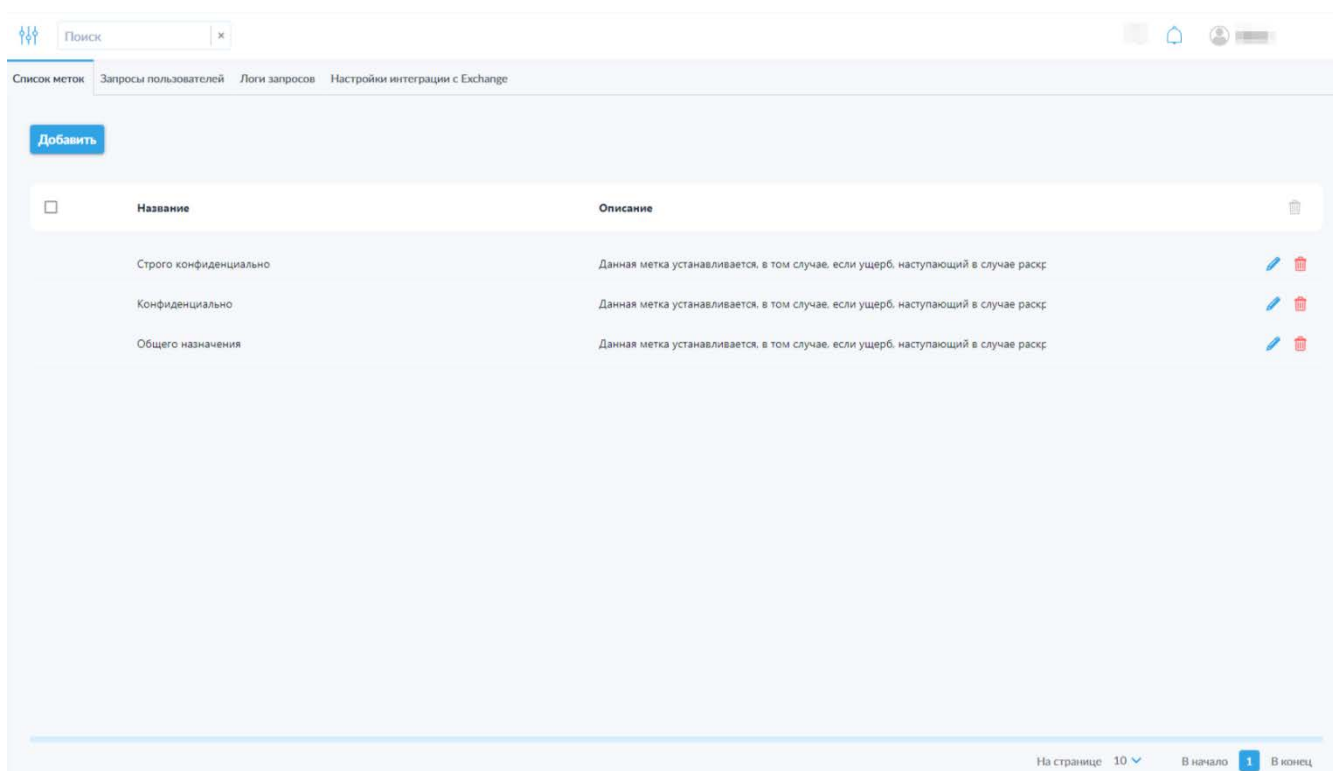 Поиск
Список меток Запросы пользователей Логи запросов Настройки интеграции с Exchange
Добавить
Название Описание
Строго конфиденциально Данная метка устанавливается, в том случае, если ущерб, наступающий в случае раскр
Конфиденциально Данная метка устанавливается, в том случае, если ущерб, наступающий в случае раскр
Общего назначения Данная метка устанавливается, в том случае, если ущерб, наступающий в случае раскр
На странице 10 В начало 1 В конец